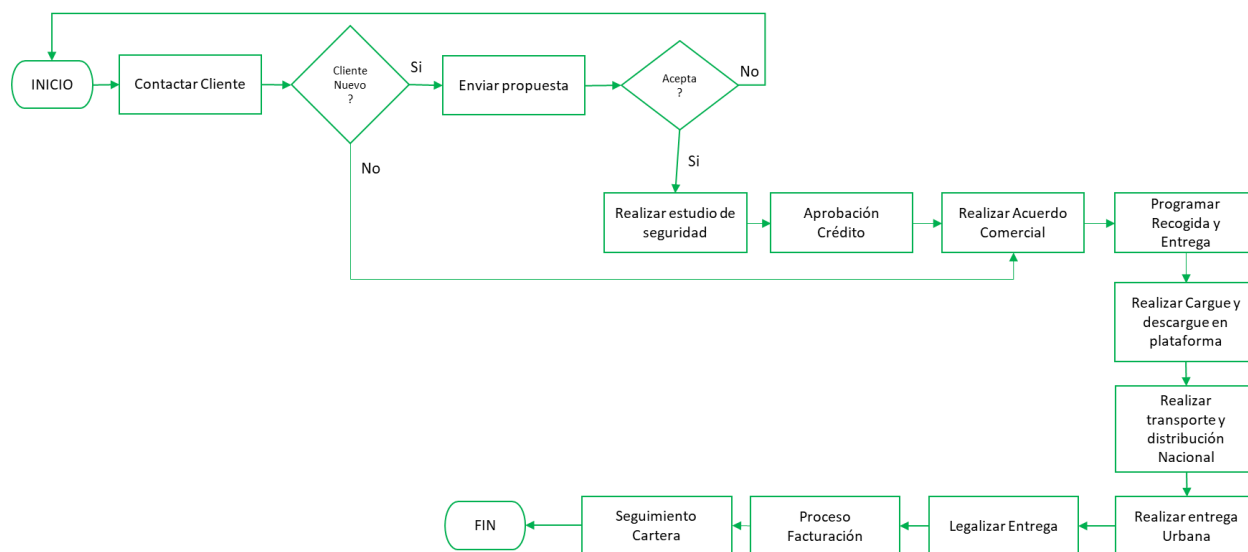 INICIO
Contactar Cliente
Cliente
Nuevo
?
Si
No
Enviar propuesta
Acepta
?
No
Si
Realizar estudio de
seguridad
Aprobación
Crédito
Realizar Acuerdo
Comercial
Programar
Recogida y
Entrega
Realizar Cargue y
descargue en
plataforma
Realizar
transporte y
distribución
Nacional
Realizar entrega
Urbana
Legalizar Entrega
Proceso
Facturación
Seguimiento
Cartera
FIN